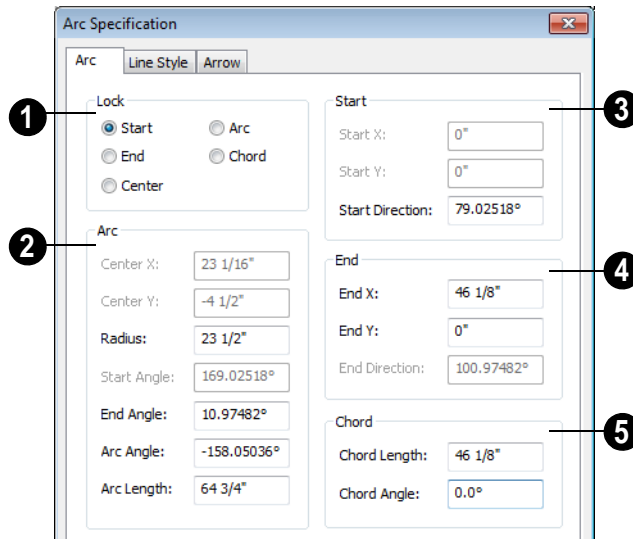 Arc Specification
Arc Line Style Arrow
1
Lock
Start Arc
End Chord
Center
2
Arc
Center X: 23 1/16"
Center Y: -4 1/2"
Radius: 23 1/2"
Start Angle: 169.02518°
End Angle: 10.97482°
Arc Angle: -158.05036°
Arc Length: 64 3/4"
3
Start
Start X: 0"
Start Y: 0"
Start Direction: 79.02518°
4
End
End X: 46 1/8"
End Y: 0"
End Direction: 100.97482°
5
Chord
Chord Length: 46 1/8"
Chord Angle: 0.0°